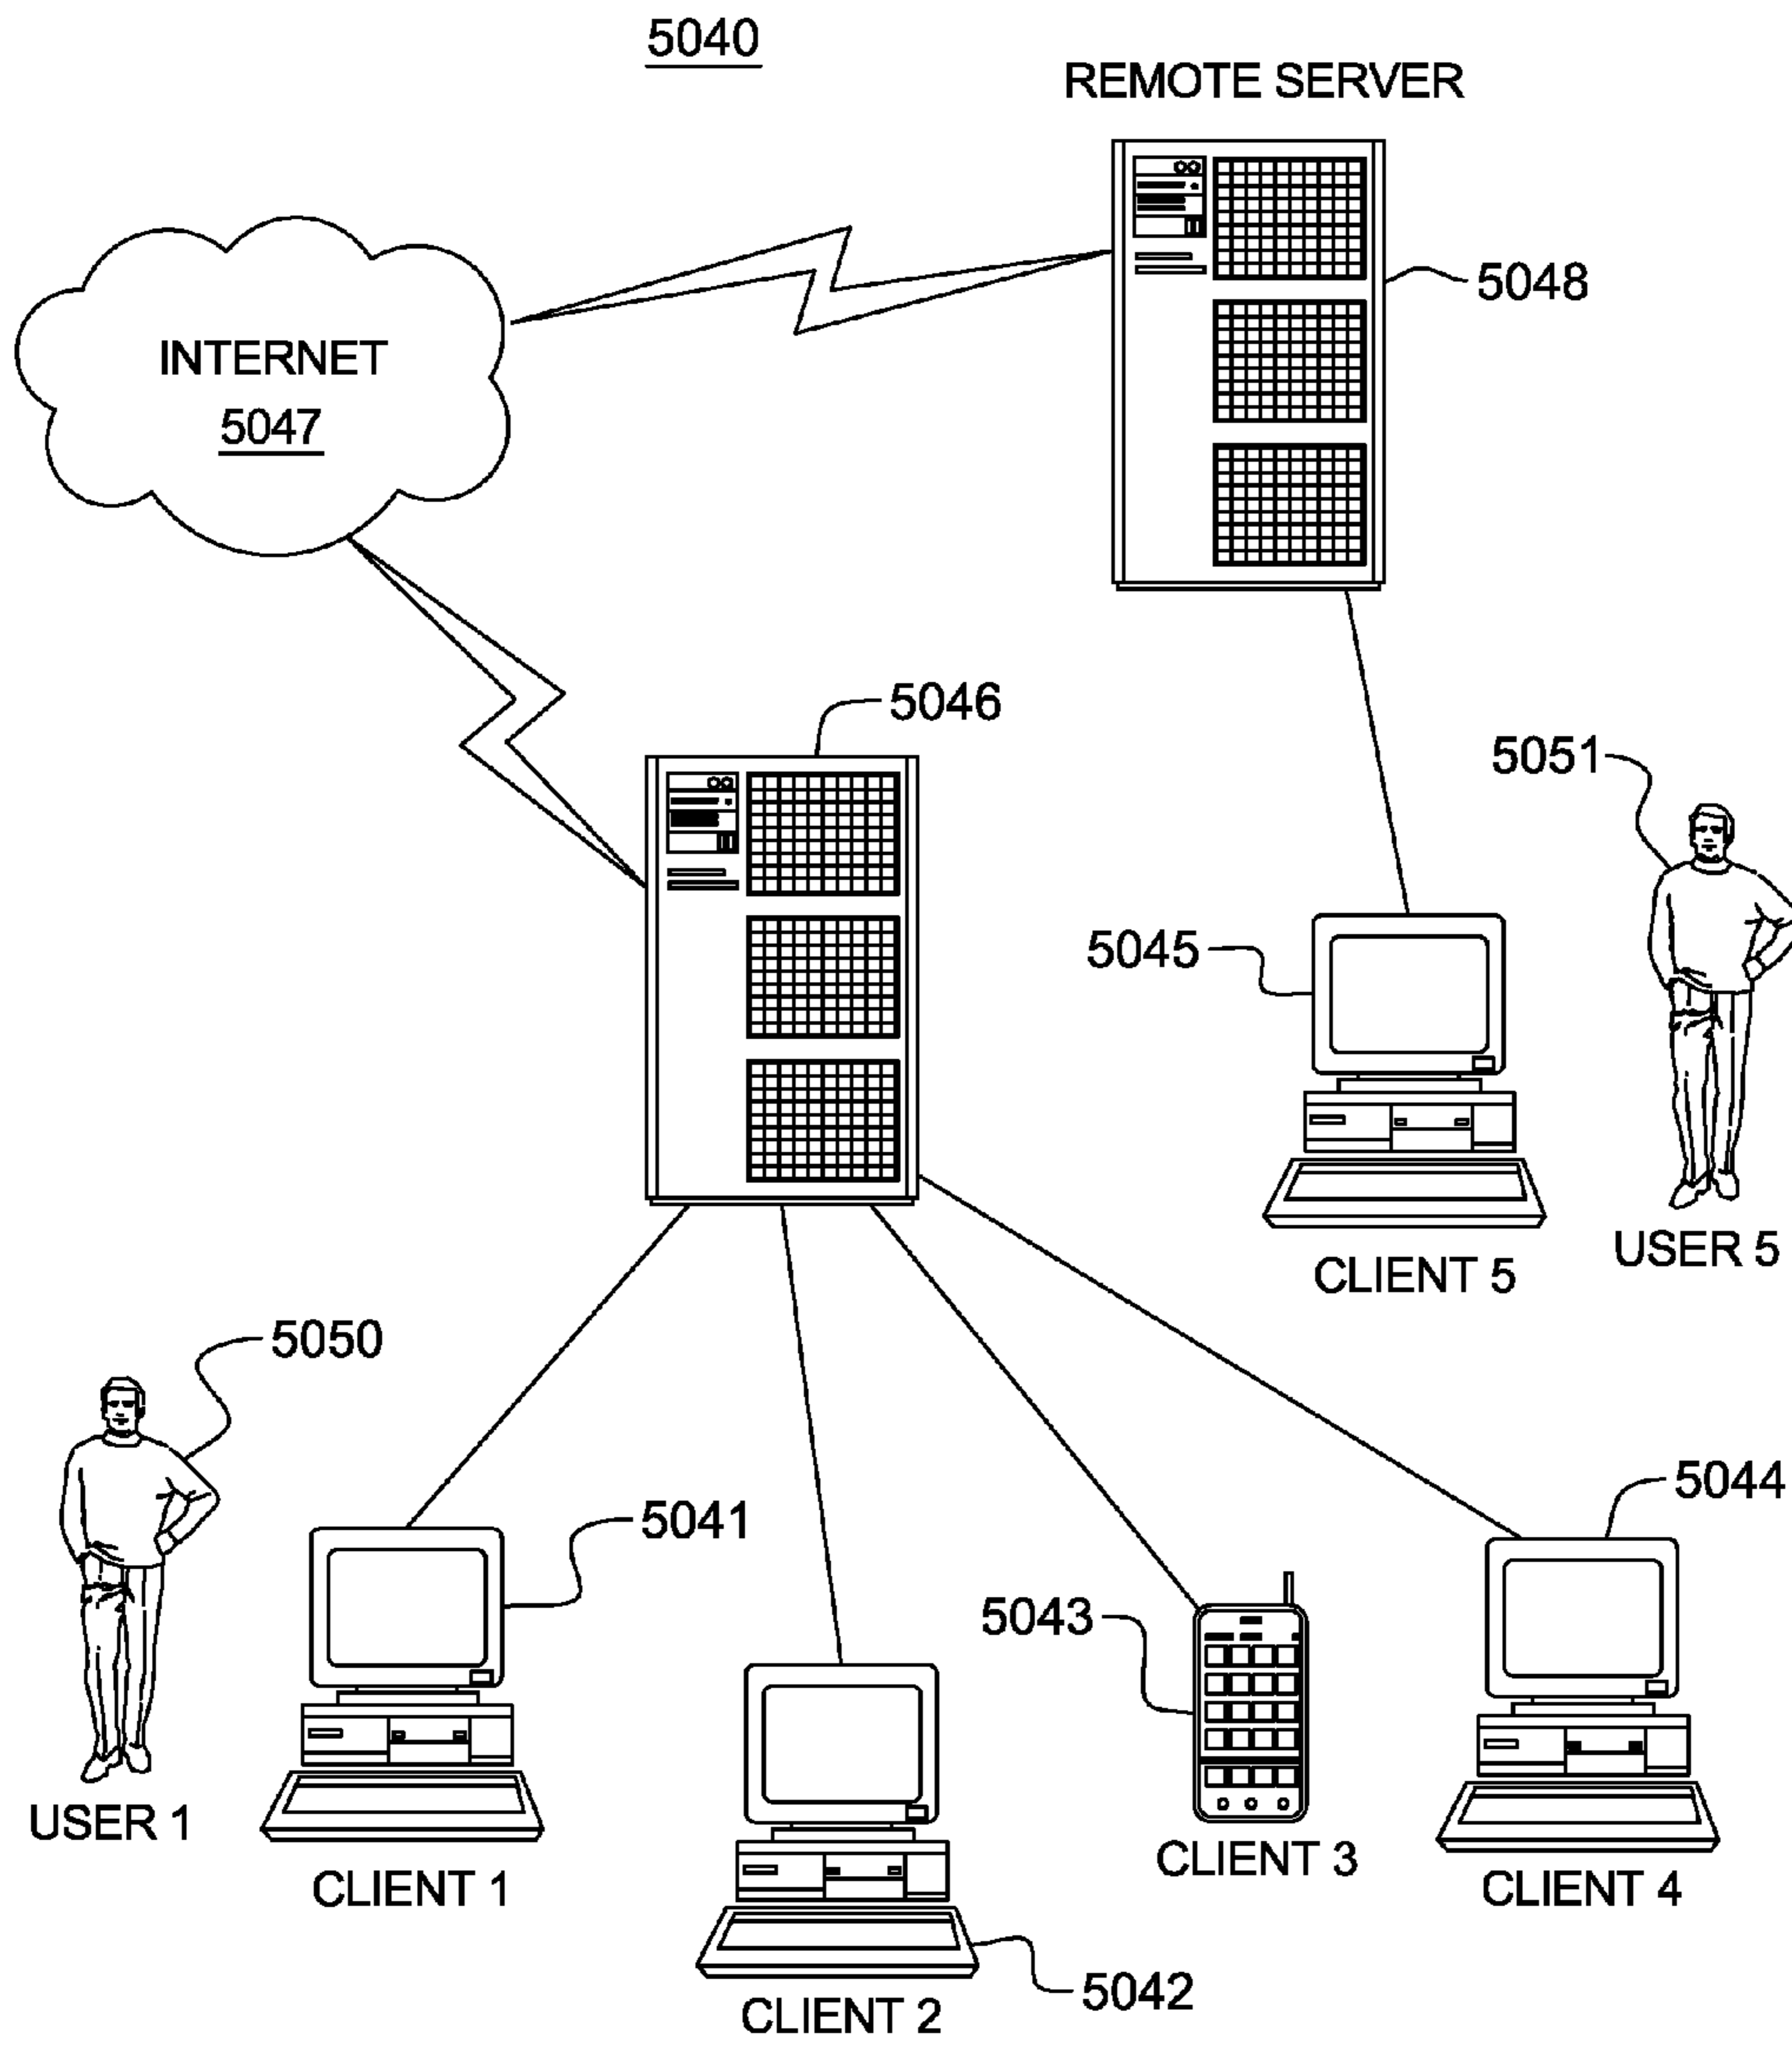 5040
REMOTE SERVER
5048
INTERNET
5047
5046
5051
5045
USER 5
CLIENT 5
5050
5044
5041
5043
USER 1
CLIENT 3
CLIENT 1
CLIENT 4
5042
CLIENT 2